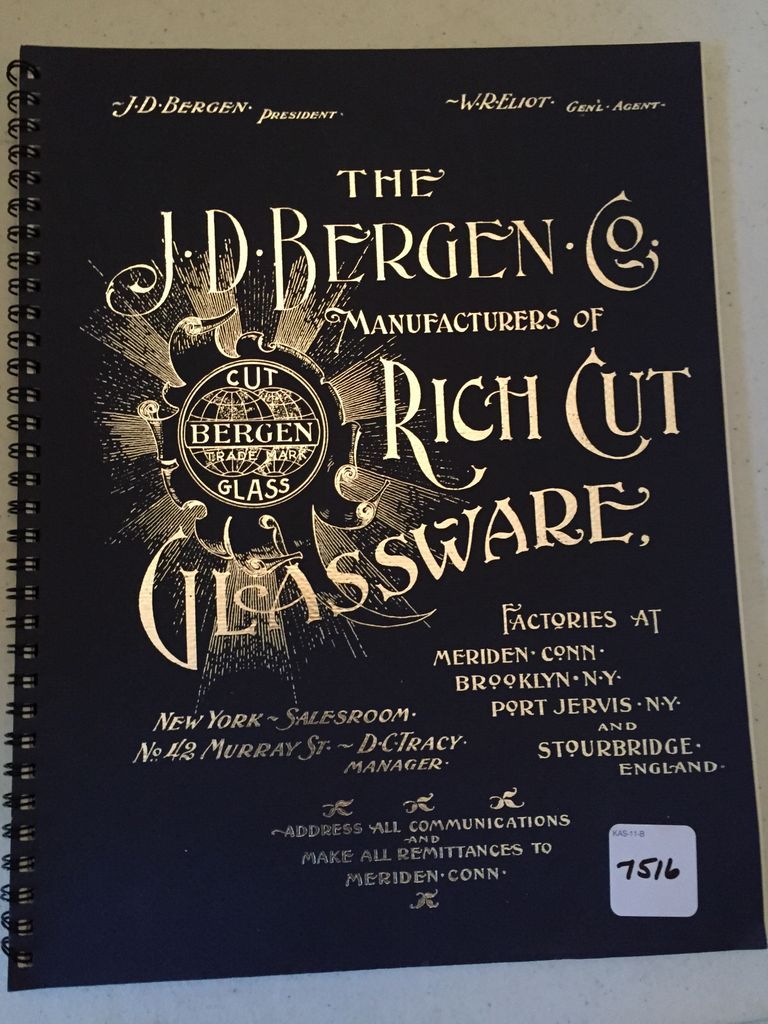 J·D·BERGEN· PRESIDENT·
W·R·ELIOT· GEN'L·AGENT·
THE
J·D·BERGEN·Co.
MANUFACTURERS OF
RICH CUT
GLASSWARE,
CUT
BERGEN
TRADE MARK
GLASS
FACTORIES AT
MERIDEN·CONN·
BROOKLYN·N·Y·
PORT JERVIS·N·Y·
AND
STOURBRIDGE·
ENGLAND·
NEW YORK ~ SALESROOM·
No. 42 MURRAY ST· ~ D·C·TRACY·
MANAGER·
ADDRESS ALL COMMUNICATIONS
AND
MAKE ALL REMITTANCES TO
MERIDEN·CONN·
KAS-11-B
7516